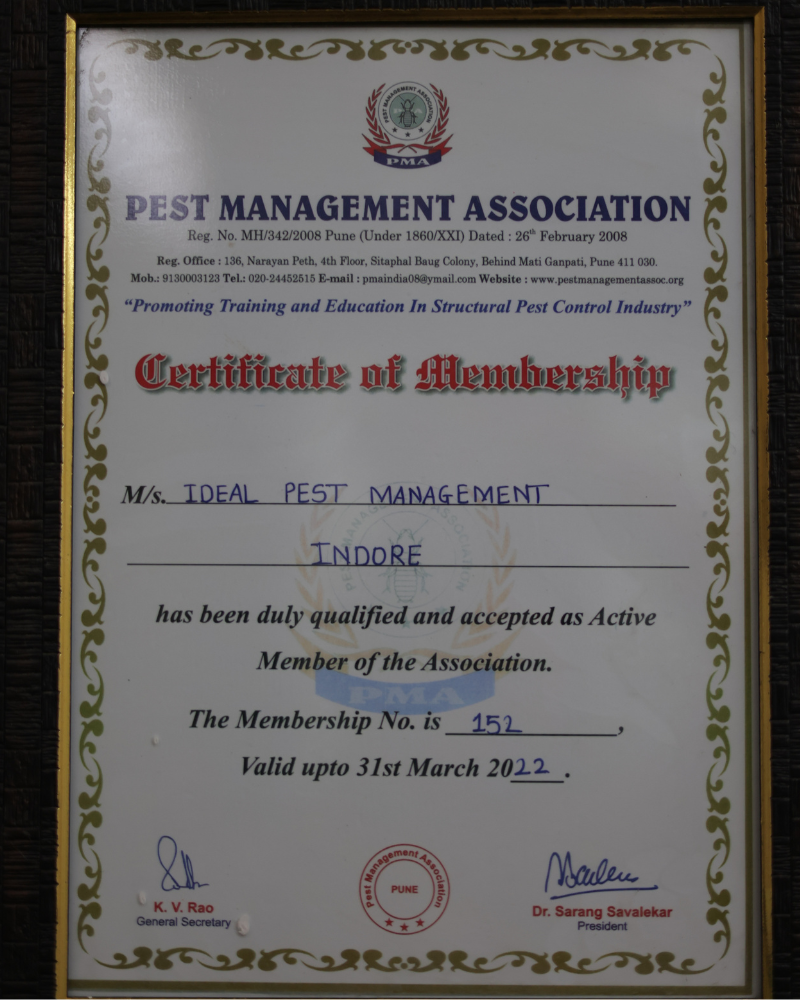 PEST MANAGEMENT ASSOCIATION
PMA
PEST MANAGEMENT ASSOCIATION
Reg. No. MH/342/2008 Pune (Under 1860/XXI) Dated : 26th February 2008
Reg. Office : 136, Narayan Peth, 4th Floor, Sitaphal Baug Colony, Behind Mati Ganpati, Pune 411 030.
Mob.: 9130003123 Tel.: 020-24452515 E-mail : pmaindia08@ymail.com Website : www.pestmanagementassoc.org
“Promoting Training and Education In Structural Pest Control Industry”
Certificate of Membership
M/s. IDEAL PEST MANAGEMENT
INDORE
PEST MANAGEMENT ASSOCIATION
has been duly qualified and accepted as Active
Member of the Association.
PMA
The Membership No. is 152,
Valid upto 31st March 2022.
Pest Management Association
PUNE
K. V. Rao
General Secretary
Dr. Sarang Savalekar
President